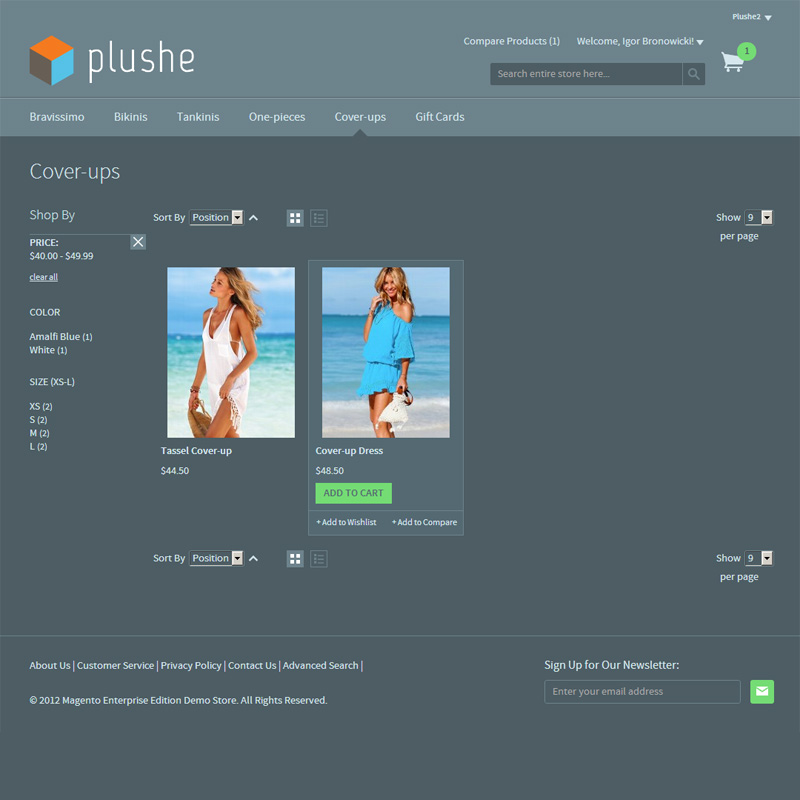 Plushe2
plushe
Compare Products (1)
Welcome, Igor Bronowicki!
1
Search entire store here...
Bravissimo
Bikinis
Tankinis
One-pieces
Cover-ups
Gift Cards
Cover-ups
Shop By
PRICE:
$40.00 - $49.99
clear all
COLOR
Amalfi Blue (1)
White (1)
SIZE (XS-L)
XS (2)
S (2)
M (2)
L (2)
Sort By Position
Show 9
per page
Tassel Cover-up
$44.50
Cover-up Dress
$48.50
ADD TO CART
+ Add to Wishlist
+ Add to Compare
Sort By Position
Show 9
per page
About Us | Customer Service | Privacy Policy | Contact Us | Advanced Search |
© 2012 Magento Enterprise Edition Demo Store. All Rights Reserved.
Sign Up for Our Newsletter:
Enter your email address